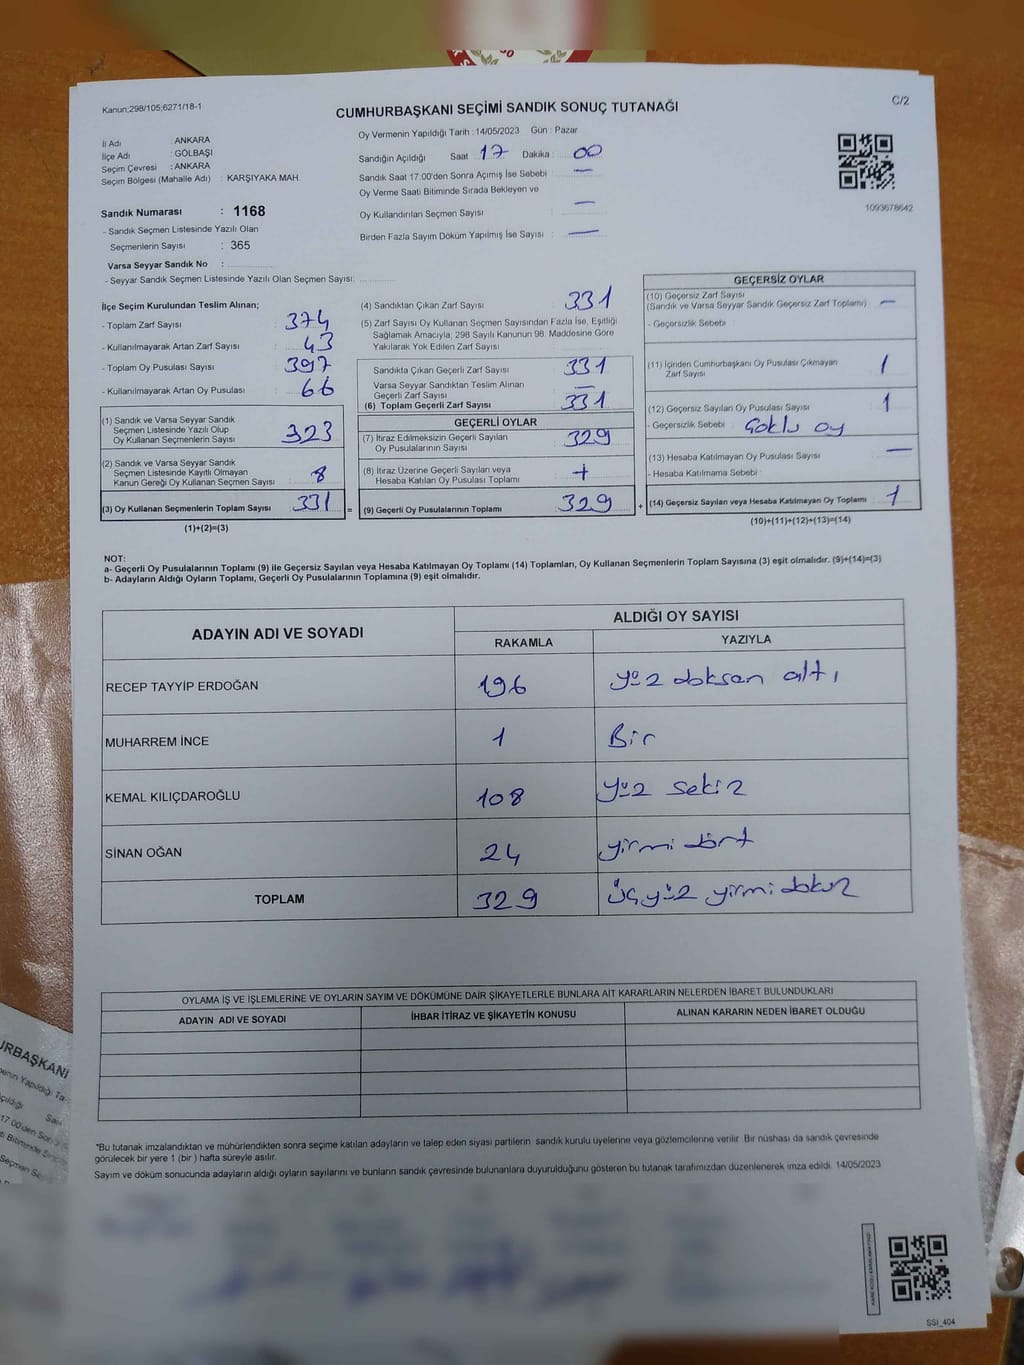 Kanun;298/105;6271/18-1
C/2
CUMHURBAŞKANI SEÇİMİ SANDIK SONUÇ TUTANAĞI
İl Adı : ANKARA
İlçe Adı : GÖLBAŞI
Seçim Çevresi : ANKARA
Seçim Bölgesi (Mahalle Adı) : KARŞIYAKA MAH.
Sandık Numarası : 1168
- Sandık Seçmen Listesinde Yazılı Olan
Seçmenlerin Sayısı : 365
Varsa Seyyar Sandık No :
- Seyyar Sandık Seçmen Listesinde Yazılı Olan Seçmen Sayısı:
Oy Vermenin Yapıldığı Tarih : 14/05/2023 Gün : Pazar
Sandığın Açıldığı Saat : 17 Dakika : 00
Sandık Saat 17:00'den Sonra Açımış İse Sebebi : —
Oy Verme Saati Bitiminde Sırada Bekleyen ve
Oy Kullandırılan Seçmen Sayısı : —
Birden Fazla Sayım Döküm Yapılmış İse Sayısı : —
1093678642
İlçe Seçim Kurulundan Teslim Alınan;
- Toplam Zarf Sayısı : 374
- Kullanılmayarak Artan Zarf Sayısı : 43
- Toplam Oy Pusulası Sayısı : 397
- Kullanılmayarak Artan Oy Pusulası : 66
(1) Sandık ve Varsa Seyyar Sandık
Seçmen Listesinde Yazılı Olup
Oy Kullanan Seçmenlerin Sayısı : 323
(2) Sandık ve Varsa Seyyar Sandık
Seçmen Listesinde Kayıtlı Olmayan
Kanun Gereği Oy Kullanan Seçmen Sayısı : 8
(3) Oy Kullanan Seçmenlerin Toplam Sayısı : 331 =
(1)+(2)=(3)
(4) Sandıktan Çıkan Zarf Sayısı : 331
(5) Zarf Sayısı Oy Kullanan Seçmen Sayısından Fazla İse, Eşitliği
Sağlamak Amacıyla, 298 Sayılı Kanunun 98. Maddesine Göre
Yakılarak Yok Edilen Zarf Sayısı :
Sandıkta Çıkan Geçerli Zarf Sayısı : 331
Varsa Seyyar Sandıktan Teslim Alınan
Geçerli Zarf Sayısı : —
(6) Toplam Geçerli Zarf Sayısı : 331
GEÇERLİ OYLAR
(7) İtiraz Edilmeksizin Geçerli Sayılan
Oy Pusulasının Sayısı : 329
(8) İtiraz Üzerine Geçerli Sayılan veya
Hesaba Katılan Oy Pusulası Toplamı : +
(9) Geçerli Oy Pusulalarının Toplamı : 329 +
GEÇERSİZ OYLAR
(10) Geçersiz Zarf Sayısı
(Sandık ve Varsa Seyyar Sandık Geçersiz Zarf Toplamı) : —
- Geçersizlik Sebebi :
(11) İçinden Cumhurbaşkanı Oy Pusulası Çıkmayan
Zarf Sayısı : 1
(12) Geçersiz Sayılan Oy Pusulası Sayısı : 1
- Geçersizlik Sebebi : Çoklu oy
(13) Hesaba Katılmayan Oy Pusulası Sayısı : —
- Hesaba Katılmama Sebebi :
(14) Geçersiz Sayılan veya Hesaba Katılmayan Oy Toplamı : 1
(10)+(11)+(12)+(13)=(14)
NOT:
a- Geçerli Oy Pusulalarının Toplamı (9) ile Geçersiz Sayılan veya Hesaba Katılmayan Oy Toplamı (14) Toplamları, Oy Kullanan Seçmenlerin Toplam Sayısına (3) eşit olmalıdır. (9)+(14)=(3)
b- Adayların Aldığı Oyların Toplamı, Geçerli Oy Pusulalarının Toplamına (9) eşit olmalıdır.
ADAYIN ADI VE SOYADI
ALDIĞI OY SAYISI
RAKAMLA YAZIYLA
RECEP TAYYİP ERDOĞAN 196 yüz doksan altı
MUHARREM İNCE 1 Bir
KEMAL KILIÇDAROĞLU 108 yüz sekiz
SİNAN OĞAN 24 yirmi dört
TOPLAM 329 üçyüz yirmi dokuz
OYLAMA İŞ VE İŞLEMLERİNE VE OYLARIN SAYIM VE DÖKÜMÜNE DAİR ŞİKAYETLERLE BUNLARA AİT KARARLARIN NELERDEN İBARET BULUNDUKLARI
ADAYIN ADI VE SOYADI İHBAR İTİRAZ VE ŞİKAYETİN KONUSU ALINAN KARARIN NEDEN İBARET OLDUĞU
*Bu tutanak imzalandıktan ve mühürlendikten sonra seçime katılan adayların ve talep eden siyasi partilerin sandık kurulu üyelerine veya gözlemcilerine verilir. Bir nüshası da sandık çevresinde
görülecek bir yere 1 (bir ) hafta süreyle asılır.
Sayım ve döküm sonucunda adayların aldığı oyların sayılarını ve bunların sandık çevresinde bulunanlara duyurulduğunu gösteren bu tutanak tarafımızdan düzenlenerek imza edildi. 14/05/2023
SSI_404